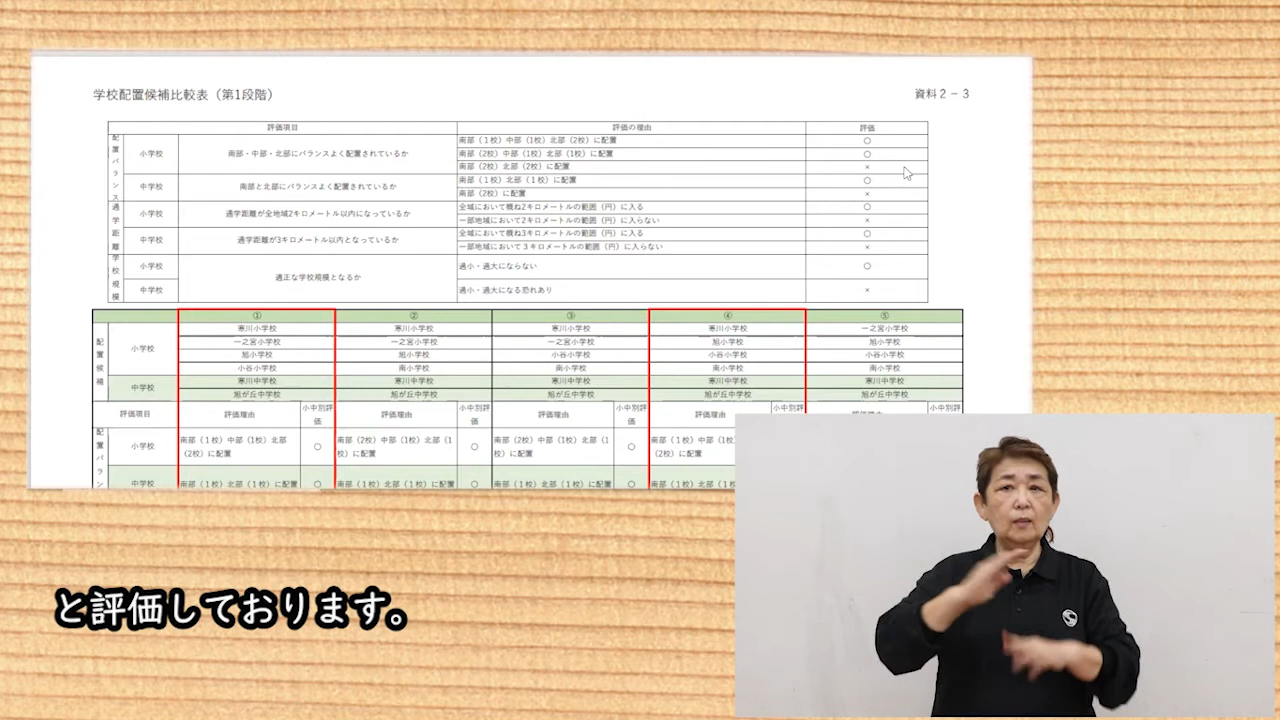 学校配置候補比較表（第1段階）
資料２－３
評価項目 評価の理由 評価
配置バランス 小学校 南部・中部・北部にバランスよく配置されているか 南部（１校）中部（1校）北部（2校）に配置 ○
南部（2校）中部（1校）北部（1校）に配置 ○
南部（2校）北部（2校）に配置 ×
中学校 南部と北部にバランスよく配置されているか 南部（１校）北部（１校）に配置 ○
南部（2校）に配置 ×
通学距離 小学校 通学距離が全地域2キロメートル以内になっているか 全域において概ね2キロメートルの範囲（円）に入る ○
一部地域において2キロメートルの範囲（円）に入らない ×
中学校 通学距離が3キロメートル以内となっているか 全域において概ね3キロメートルの範囲（円）に入る ○
一部地域において３キロメートルの範囲（円）に入らない ×
学校規模 小学校 適正な学校規模となるか 過小・過大にならない ○
中学校 過小・過大になる恐れあり ×
① ② ③ ④ ⑤
配置候補 小学校 寒川小学校 寒川小学校 寒川小学校 寒川小学校 一之宮小学校
一之宮小学校 一之宮小学校 一之宮小学校 旭小学校 旭小学校
旭小学校 旭小学校 小谷小学校 小谷小学校 小谷小学校
小谷小学校 南小学校 南小学校 南小学校 南小学校
中学校 寒川中学校 寒川中学校 寒川中学校 寒川中学校 寒川中学校
旭が丘中学校 旭が丘中学校 旭が丘中学校 旭が丘中学校 旭が丘中学校
評価項目 評価理由 小中別評価 評価理由 小中別評価 評価理由 小中別評価 評価理由 小中別 評価理由 小中別評
配置バラン 小学校 南部（１校）中部（1校）北部（2校）に配置 ○ 南部（2校）中部（1校）北部（1校）に配置 ○ 南部（2校）中部（1校）北部（1校）に配置 ○ 南部（１校）中部（1校（2校）に配置
中学校 南部（１校）北部（1校）に配置 ○ 南部（１校）北部（1校）に配置 ○ 南部（１校）北部（1校）に配置 ○ 南部（１校）北部（1
と評価しております。